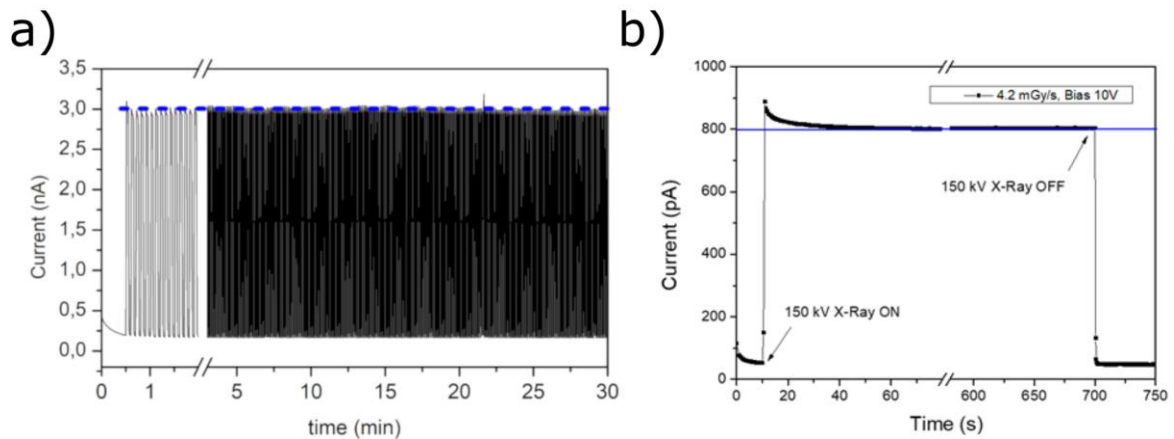 a)
Current (nA)
3,5
3,0
2,5
2,0
1,5
1,0
0,5
0,0
0 1 5 10 15 20 25 30
time (min)
b)
Current (pA)
1000
800
600
400
200
0
4.2 mGy/s, Bias 10V
150 kV X-Ray OFF
150 kV X-Ray ON
0 20 40 60 600 650 700 750
Time (s)